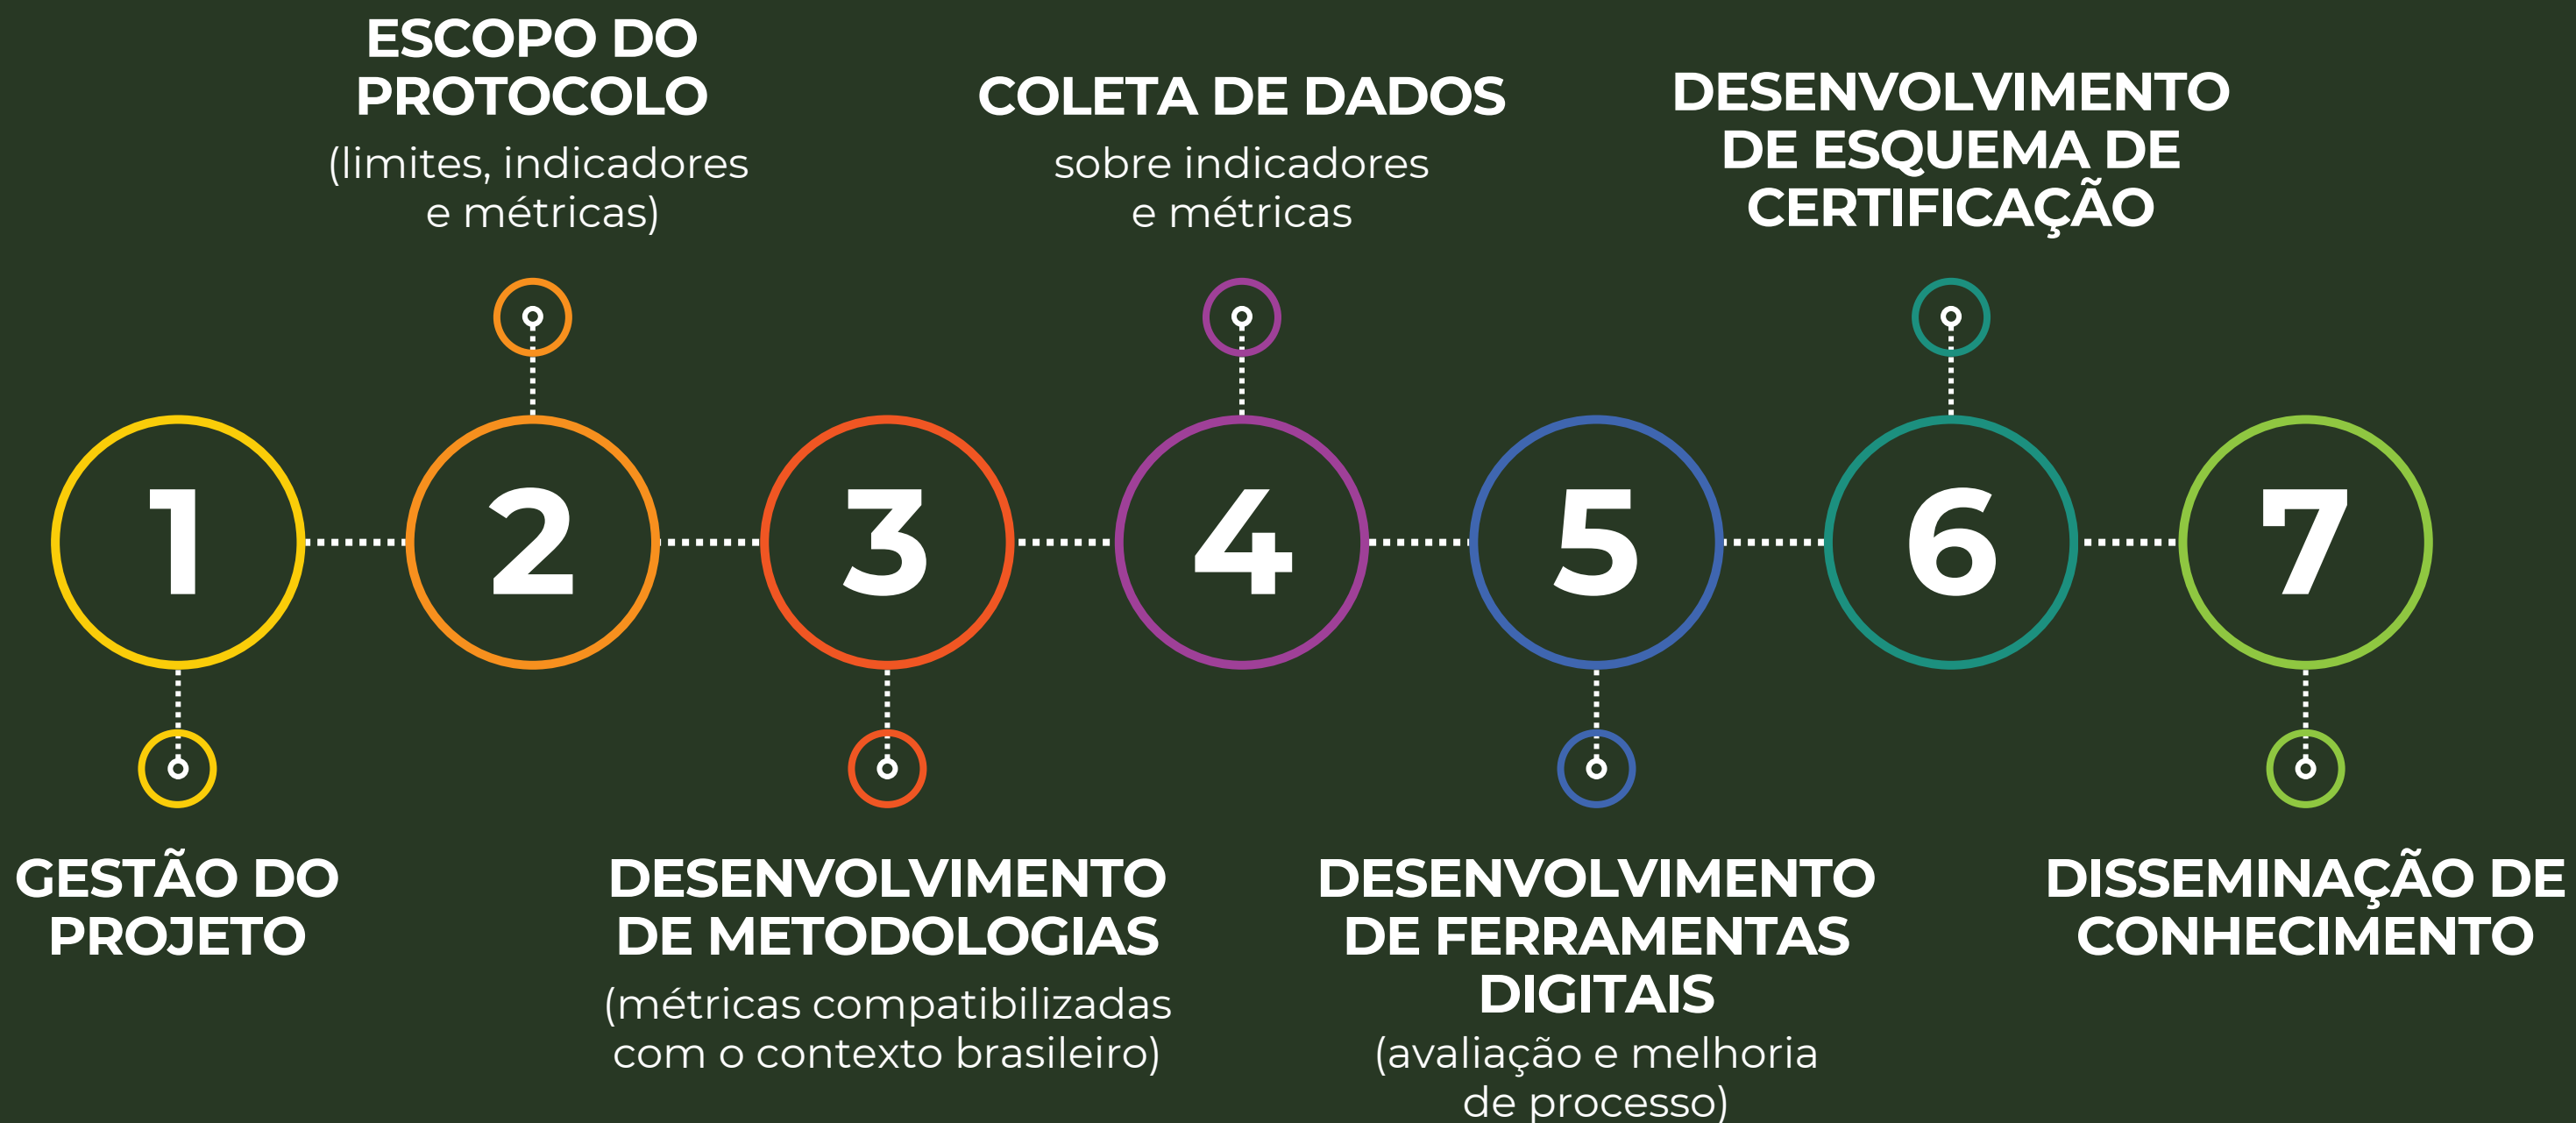 1
GESTÃO DO
PROJETO
2
ESCOPO DO
PROTOCOLO
(limites, indicadores
e métricas)
3
DESENVOLVIMENTO
DE METODOLOGIAS
(métricas compatibilizadas
com o contexto brasileiro)
4
COLETA DE DADOS
sobre indicadores
e métricas
5
DESENVOLVIMENTO
DE FERRAMENTAS
DIGITAIS
(avaliação e melhoria
de processo)
6
DESENVOLVIMENTO
DE ESQUEMA DE
CERTIFICAÇÃO
7
DISSEMINAÇÃO DE
CONHECIMENTO